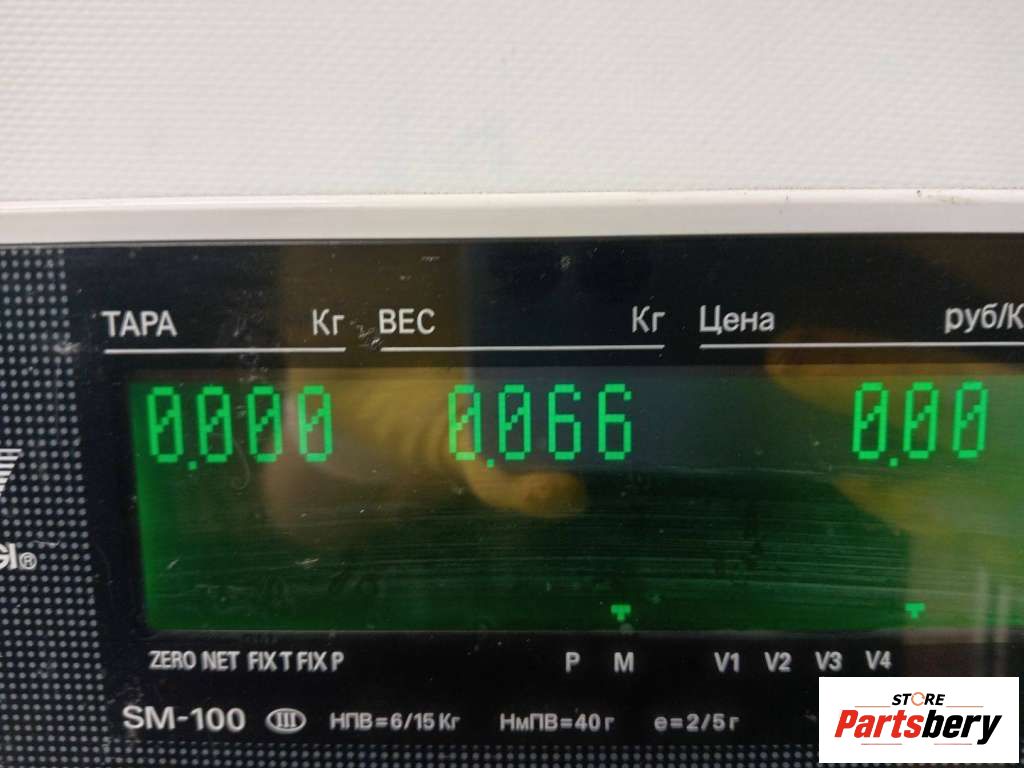 ТАРА Кг ВЕС Кг Цена руб/К
0.000 0.066 0.00
GI®
ZERO NET FIX T FIX P P M V1 V2 V3 V4
SM-100 III НПВ=6/15 Кг НмПВ=40 г e=2/5 г
STORE
Partsbery